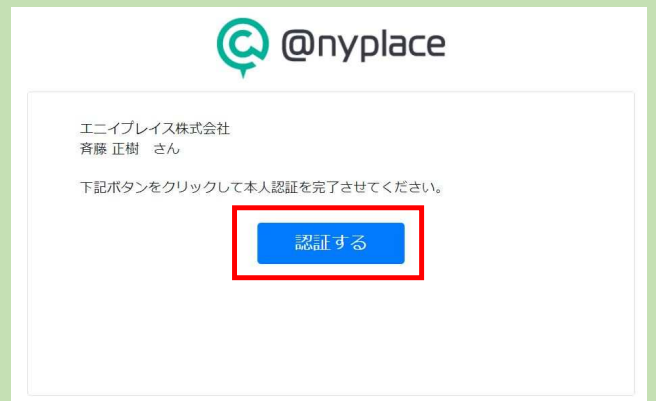 @nyplace
エニイプレイス株式会社
斉藤 正樹　さん
下記ボタンをクリックして本人認証を完了させてください。
認証する